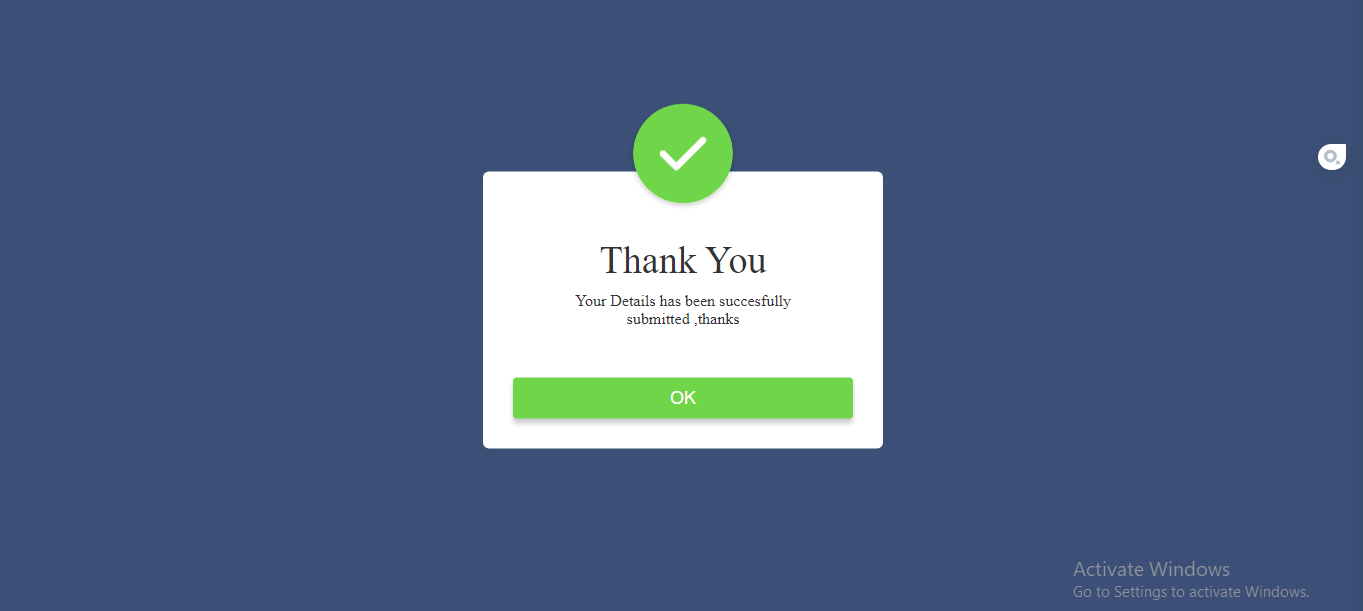 Thank You
Your Details has been succesfully
submitted ,thanks
OK
Activate Windows
Go to Settings to activate Windows.